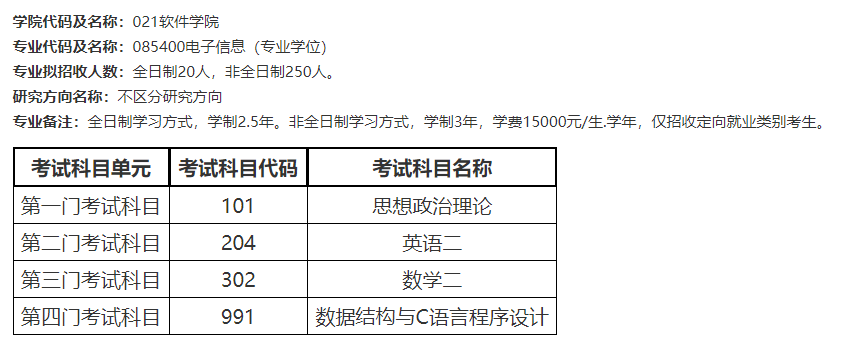 学院代码及名称：021软件学院
专业代码及名称：085400电子信息（专业学位）
专业拟招收人数：全日制20人，非全日制250人。
研究方向名称：不区分研究方向
专业备注：全日制学习方式，学制2.5年。非全日制学习方式，学制3年，学费15000元/生.学年，仅招收定向就业类别考生。
考试科目单元 考试科目代码 考试科目名称
第一门考试科目 101 思想政治理论
第二门考试科目 204 英语二
第三门考试科目 302 数学二
第四门考试科目 991 数据结构与C语言程序设计